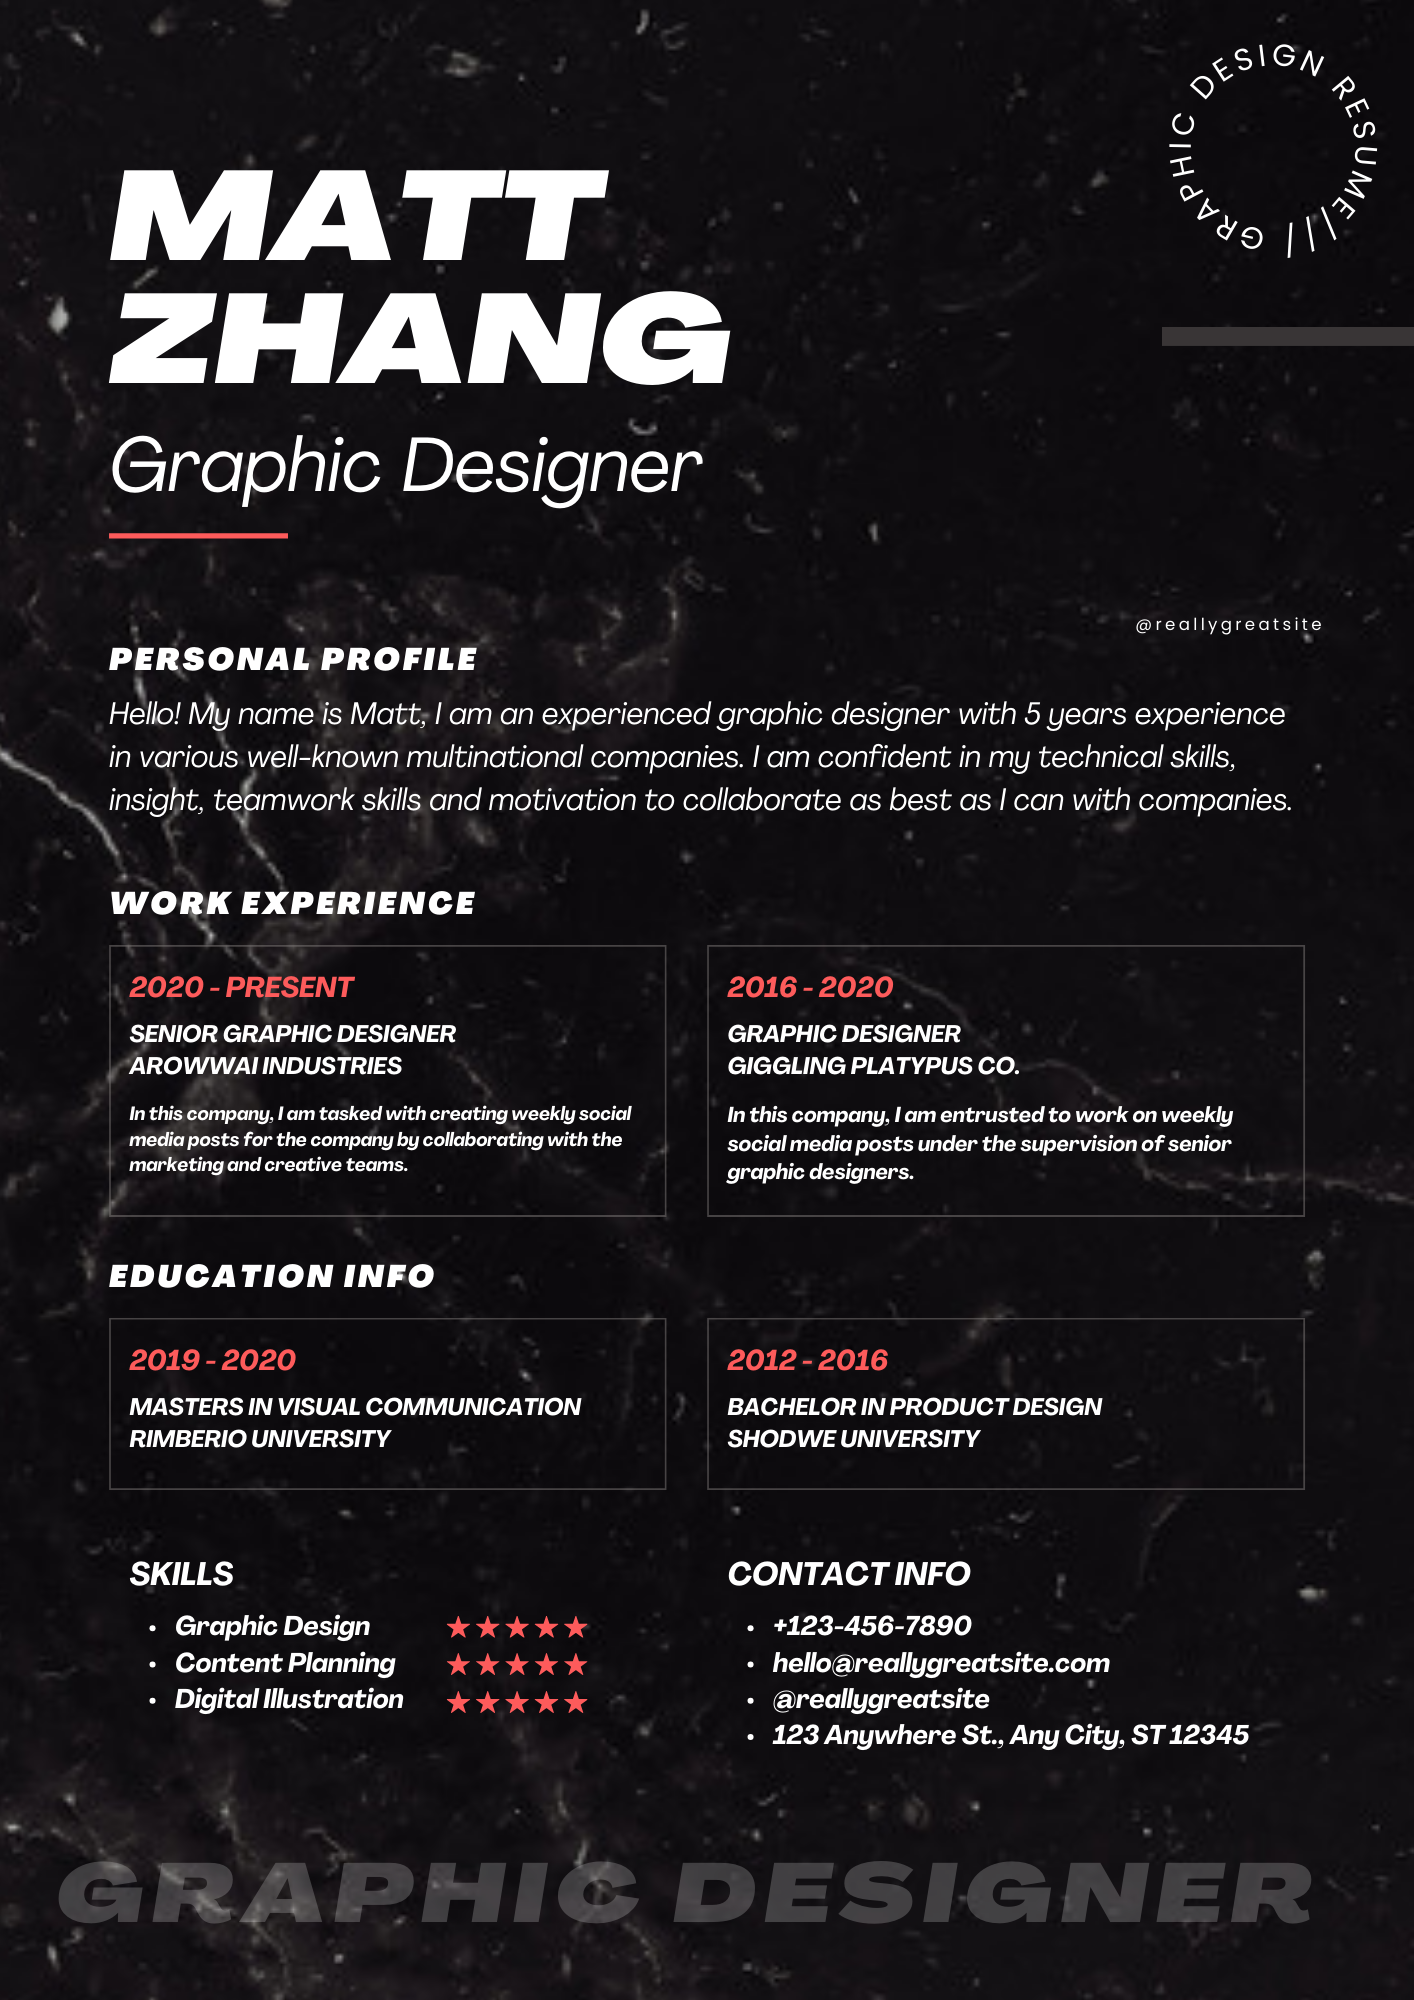 GRAPHIC DESIGN RESUME///
MATT
ZHANG
Graphic Designer
@reallygreatsite
PERSONAL PROFILE
Hello! My name is Matt, I am an experienced graphic designer with 5 years experience
in various well-known multinational companies. I am confident in my technical skills,
insight, teamwork skills and motivation to collaborate as best as I can with companies.
WORK EXPERIENCE
2020 - PRESENT
SENIOR GRAPHIC DESIGNER
AROWWAI INDUSTRIES
In this company, I am tasked with creating weekly social
media posts for the company by collaborating with the
marketing and creative teams.
2016 - 2020
GRAPHIC DESIGNER
GIGGLING PLATYPUS CO.
In this company, I am entrusted to work on weekly
social media posts under the supervision of senior
graphic designers.
EDUCATION INFO
2019 - 2020
MASTERS IN VISUAL COMMUNICATION
RIMBERIO UNIVERSITY
2012 - 2016
BACHELOR IN PRODUCT DESIGN
SHODWE UNIVERSITY
SKILLS
• Graphic Design ★★★★★
• Content Planning ★★★★★
• Digital Illustration ★★★★★
CONTACT INFO
• +123-456-7890
• hello@reallygreatsite.com
• @reallygreatsite
• 123 Anywhere St., Any City, ST 12345
GRAPHIC DESIGNER